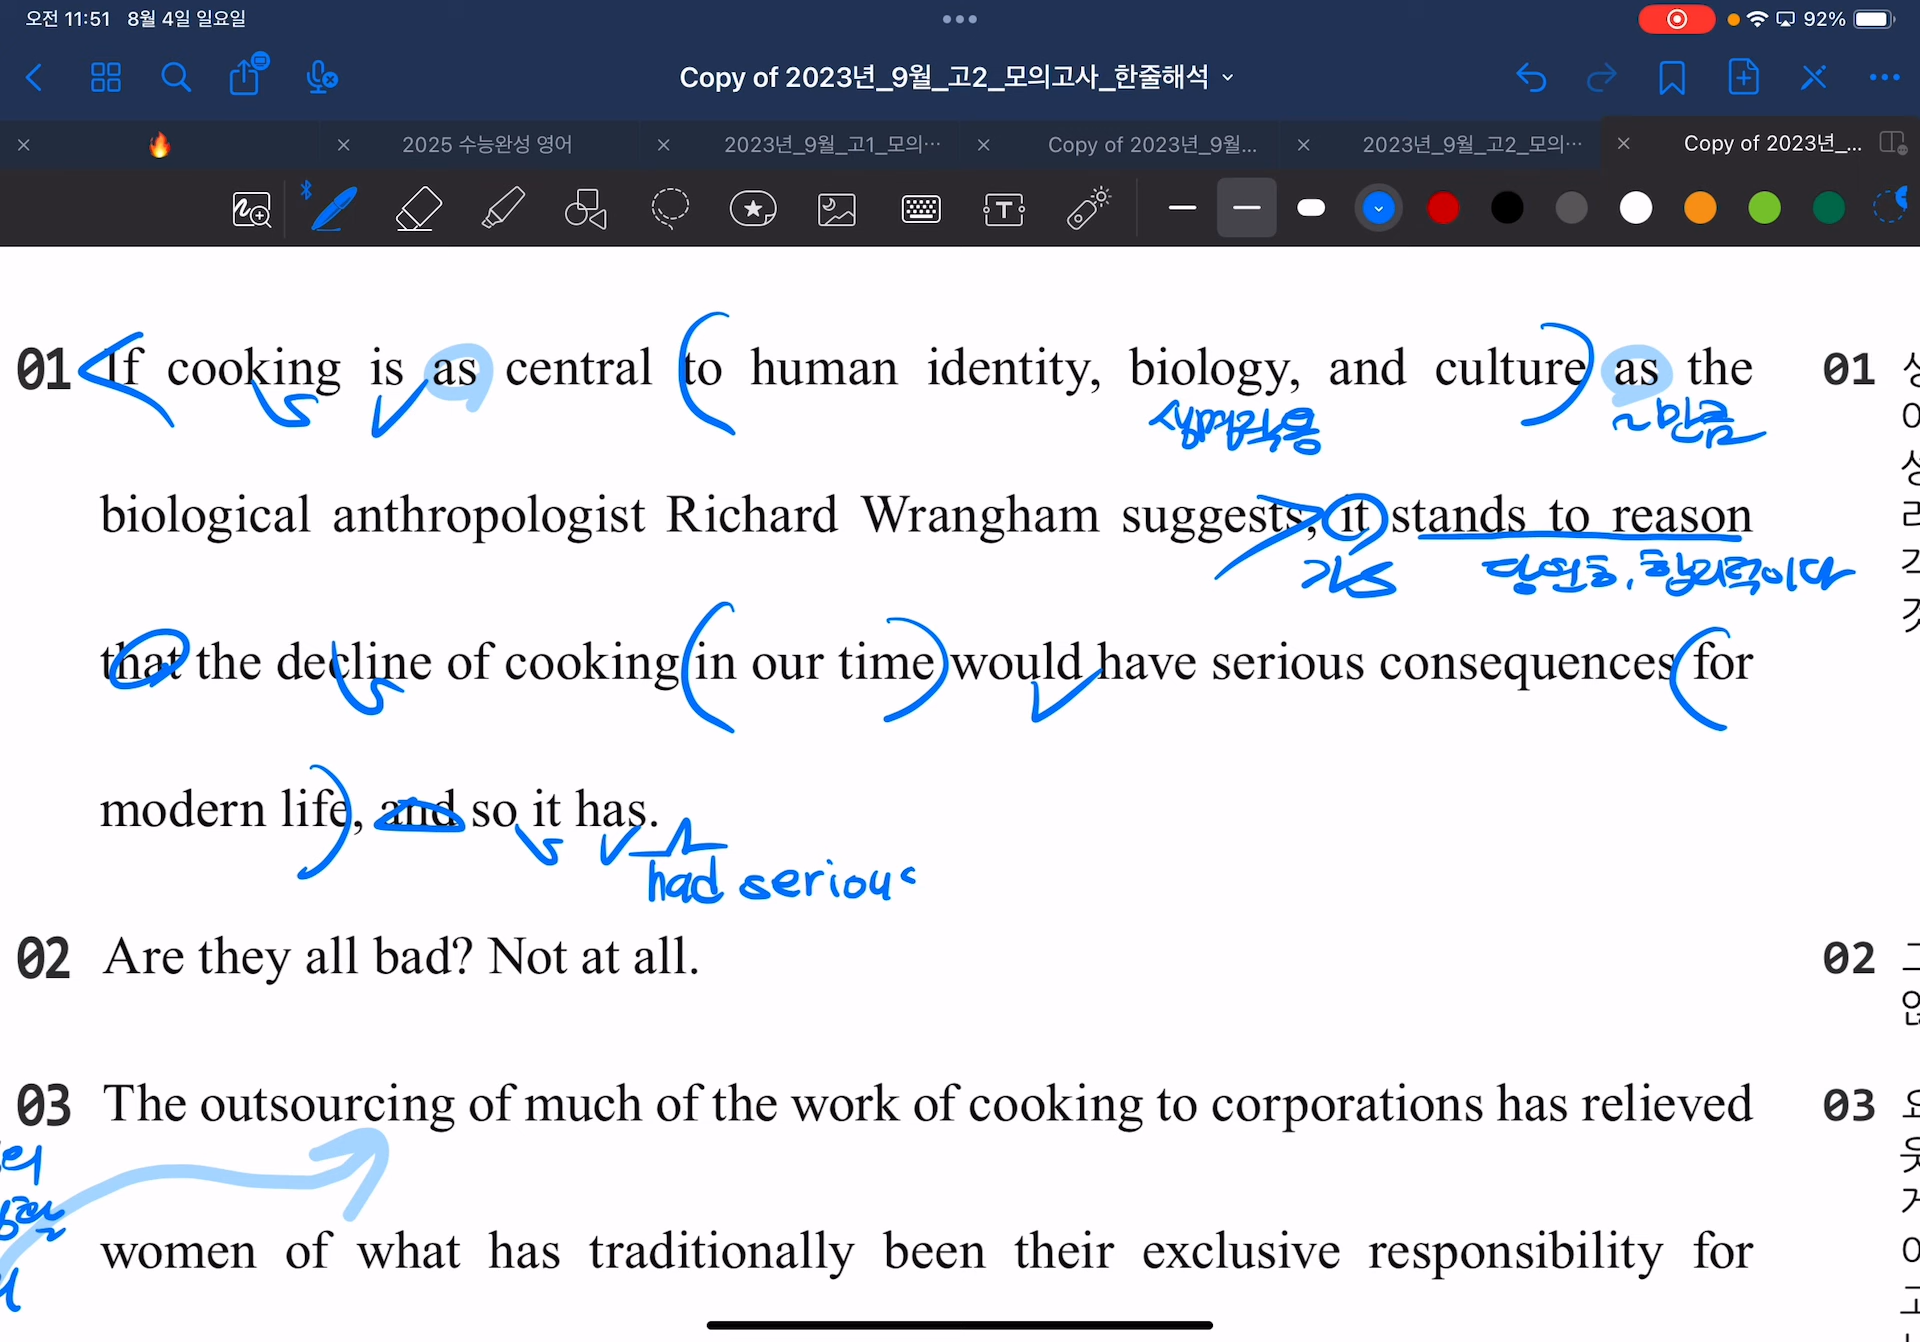 오전 11:51 8월 4일 일요일
92%
Copy of 2023년_9월_고2_모의고사_한줄해석
2025 수능완성 영어
2023년_9월_고1_모의…
Copy of 2023년_9월...
2023년_9월_고2_모의…
Copy of 2023년_...
01 If cooking is as central to human identity, biology, and culture as the
생명작용 ~만큼
biological anthropologist Richard Wrangham suggests, it stands to reason
가S 당연한, 합리적이다
that the decline of cooking in our time would have serious consequences for
S V
modern life, and so it has.
S V
had serious
02 Are they all bad? Not at all.
03 The outsourcing of much of the work of cooking to corporations has relieved
women of what has traditionally been their exclusive responsibility for
01
02
03